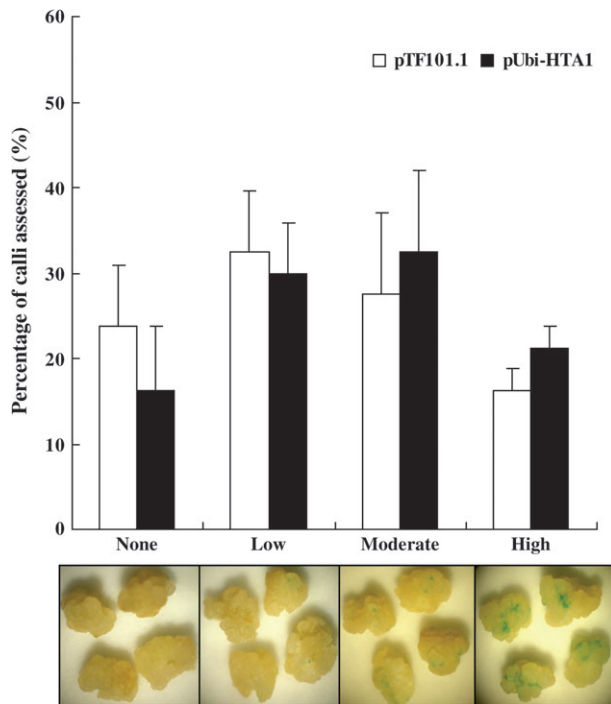 60
pTF101.1 pUbi-HTA1
50
40
30
20
10
0
Percentage of calli assessed (%)
None Low Moderate High